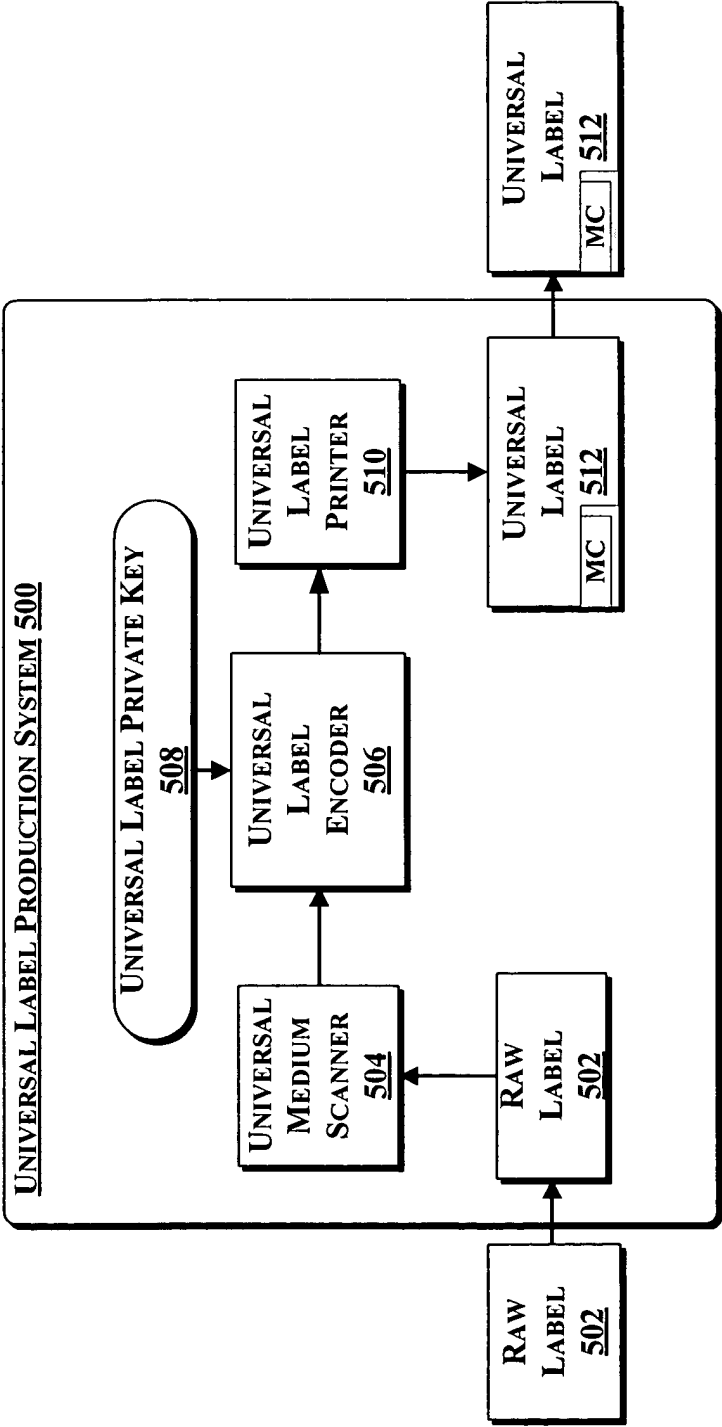 UNIVERSAL LABEL PRODUCTION SYSTEM 500
UNIVERSAL LABEL PRIVATE KEY
508
UNIVERSAL
MEDIUM
SCANNER
504
UNIVERSAL
LABEL
ENCODER
506
UNIVERSAL
LABEL
PRINTER
510
RAW
LABEL
502
RAW
LABEL
502
UNIVERSAL
LABEL
512
MC
UNIVERSAL
LABEL
512
MC